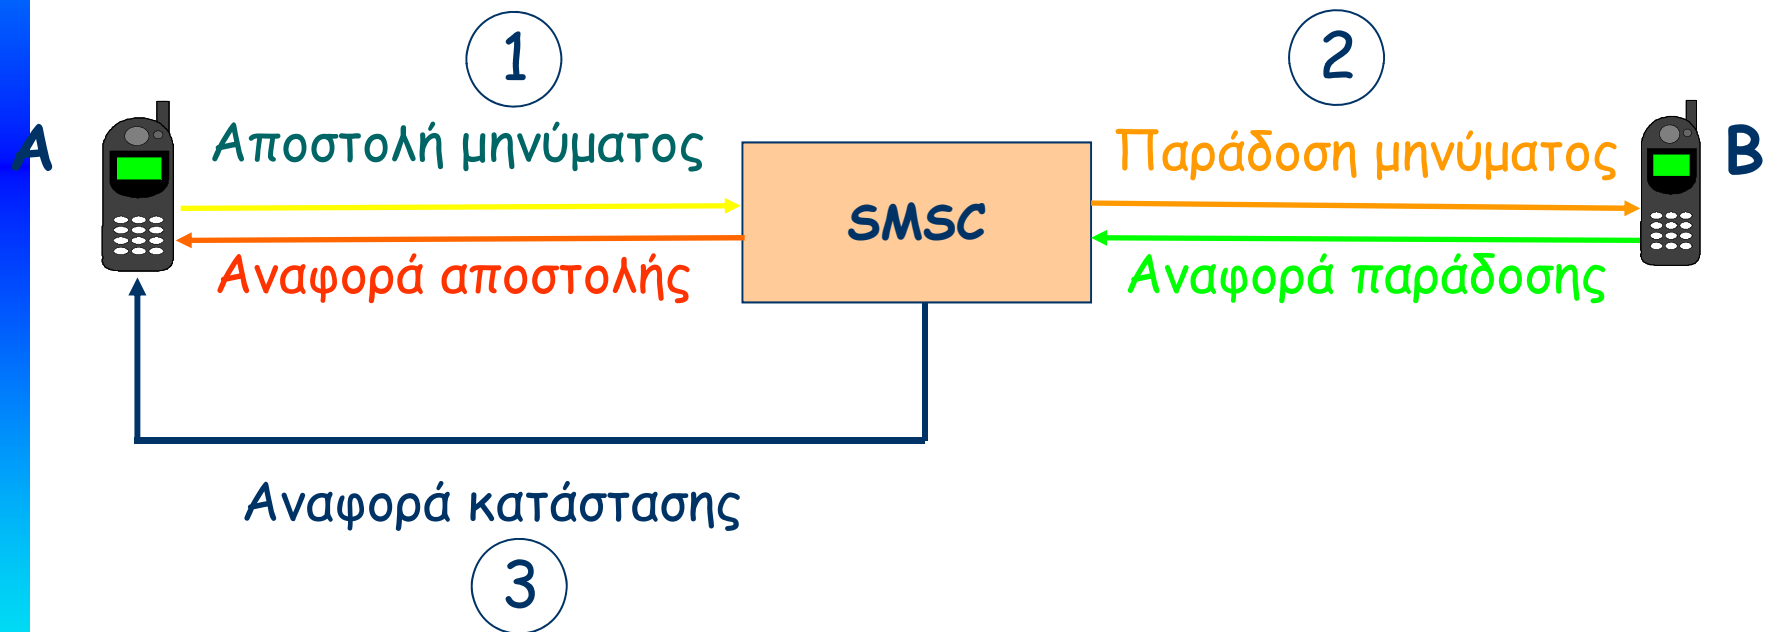 1
2
A
Αποστολή μηνύματος
SMSC
Παράδοση μηνύματος
B
Αναφορά αποστολής
Αναφορά παράδοσης
Αναφορά κατάστασης
3